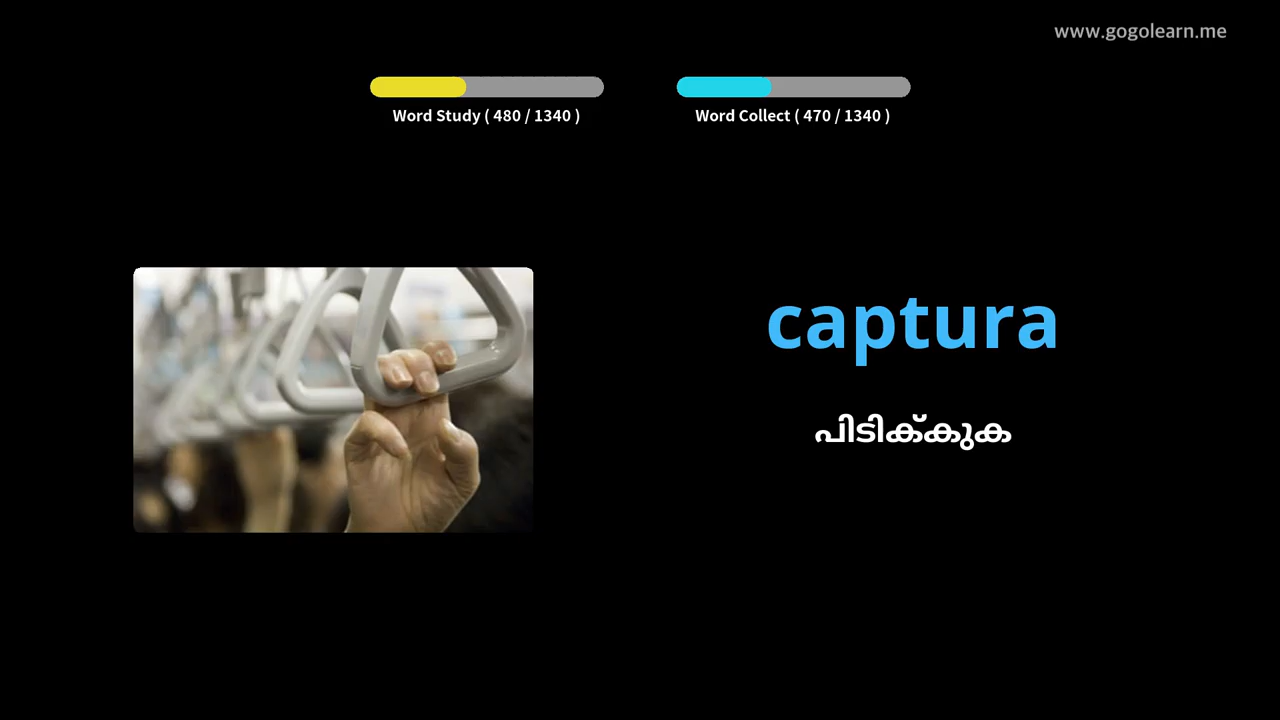 www.gogolearn.me
Word Study ( 480 / 1340 )
Word Collect ( 470 / 1340 )
captura
പിടിക്കുക